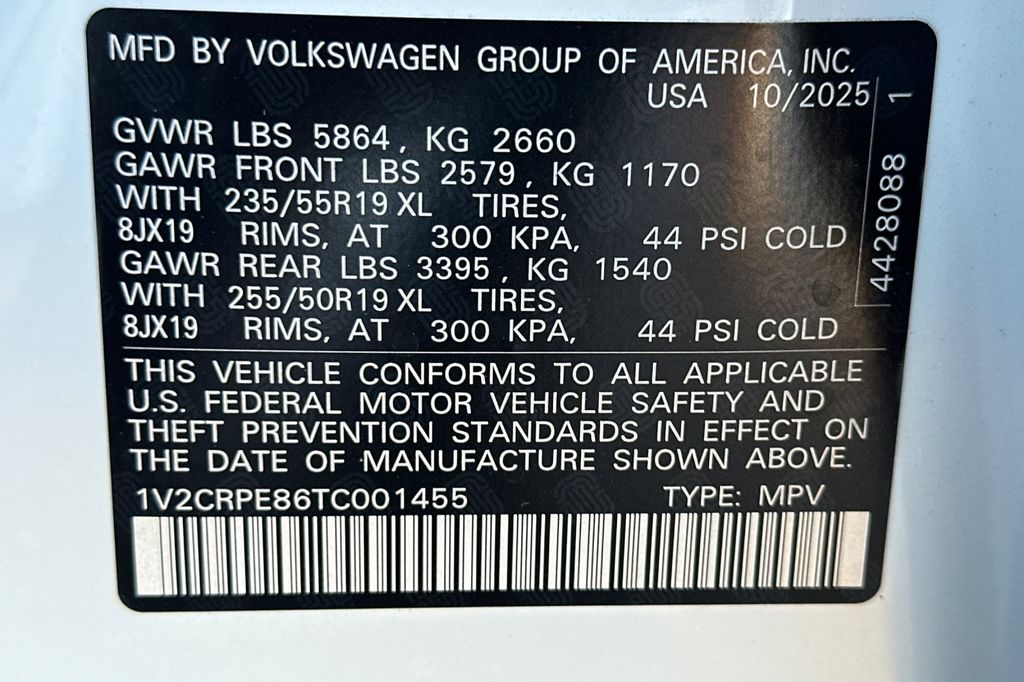 MFD BY VOLKSWAGEN GROUP OF AMERICA, INC.
USA 10/2025
GVWR LBS 5864, KG 2660
GAWR FRONT LBS 2579, KG 1170
WITH 235/55R19 XL TIRES,
8JX19 RIMS, AT 300 KPA, 44 PSI COLD
GAWR REAR LBS 3395, KG 1540
WITH 255/50R19 XL TIRES,
8JX19 RIMS, AT 300 KPA, 44 PSI COLD
4428088 1
THIS VEHICLE CONFORMS TO ALL APPLICABLE
U.S. FEDERAL MOTOR VEHICLE SAFETY AND
THEFT PREVENTION STANDARDS IN EFFECT ON
THE DATE OF MANUFACTURE SHOWN ABOVE.
1V2CRPE86TC001455 TYPE: MPV